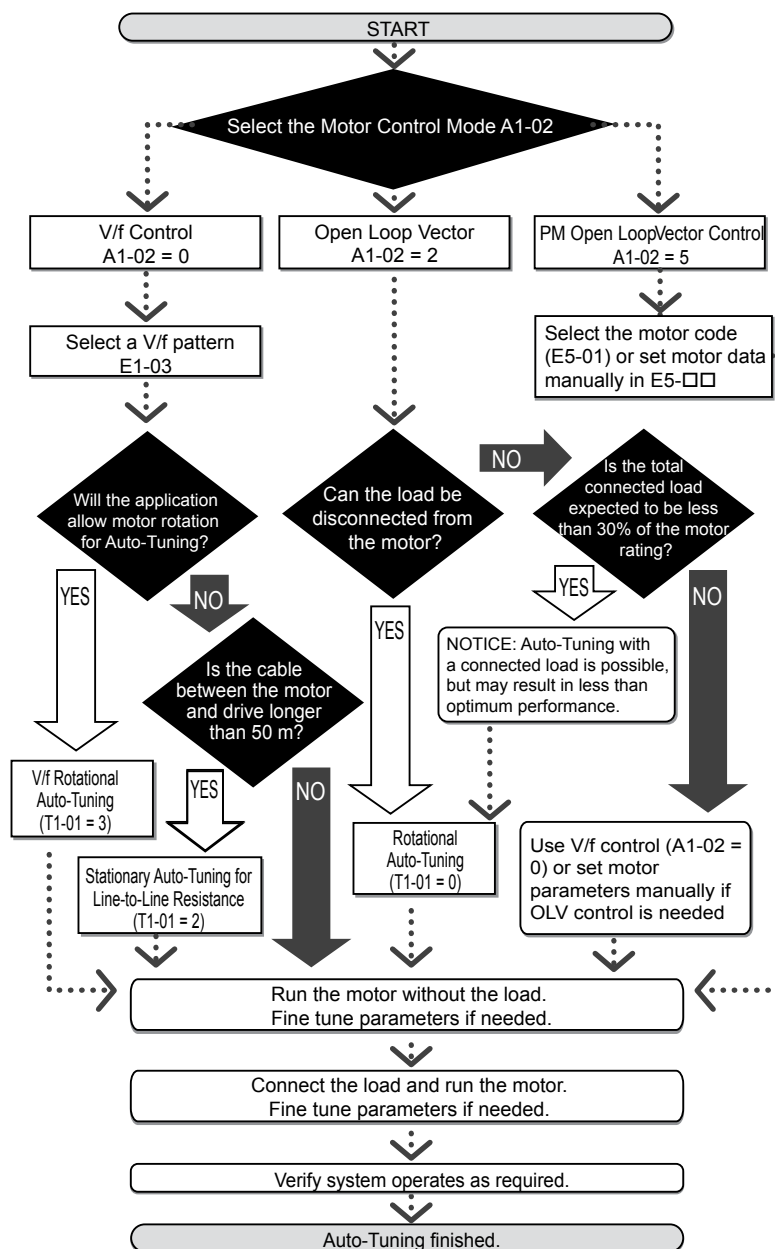 START
Select the Motor Control Mode A1-02
V/f Control
A1-02 = 0
Open Loop Vector
A1-02 = 2
PM Open LoopVector Control
A1-02 = 5
Select a V/f pattern
E1-03
Select the motor code
(E5-01) or set motor data
manually in E5-□□
Will the application
allow motor rotation
for Auto-Tuning?
Can the load be
disconnected from
the motor?
NO
Is the total
connected load
expected to be less
than 30% of the motor
rating?
YES
NO
Is the cable
between the motor
and drive longer
than 50 m?
YES
YES
NO
NOTICE: Auto-Tuning with
a connected load is possible,
but may result in less than
optimum performance.
V/f Rotational
Auto-Tuning
(T1-01 = 3)
YES
NO
Stationary Auto-Tuning for
Line-to-Line Resistance
(T1-01 = 2)
Rotational
Auto-Tuning
(T1-01 = 0)
Use V/f control (A1-02 =
0) or set motor
parameters manually if
OLV control is needed
Run the motor without the load.
Fine tune parameters if needed.
Connect the load and run the motor.
Fine tune parameters if needed.
Verify system operates as required.
Auto-Tuning finished.